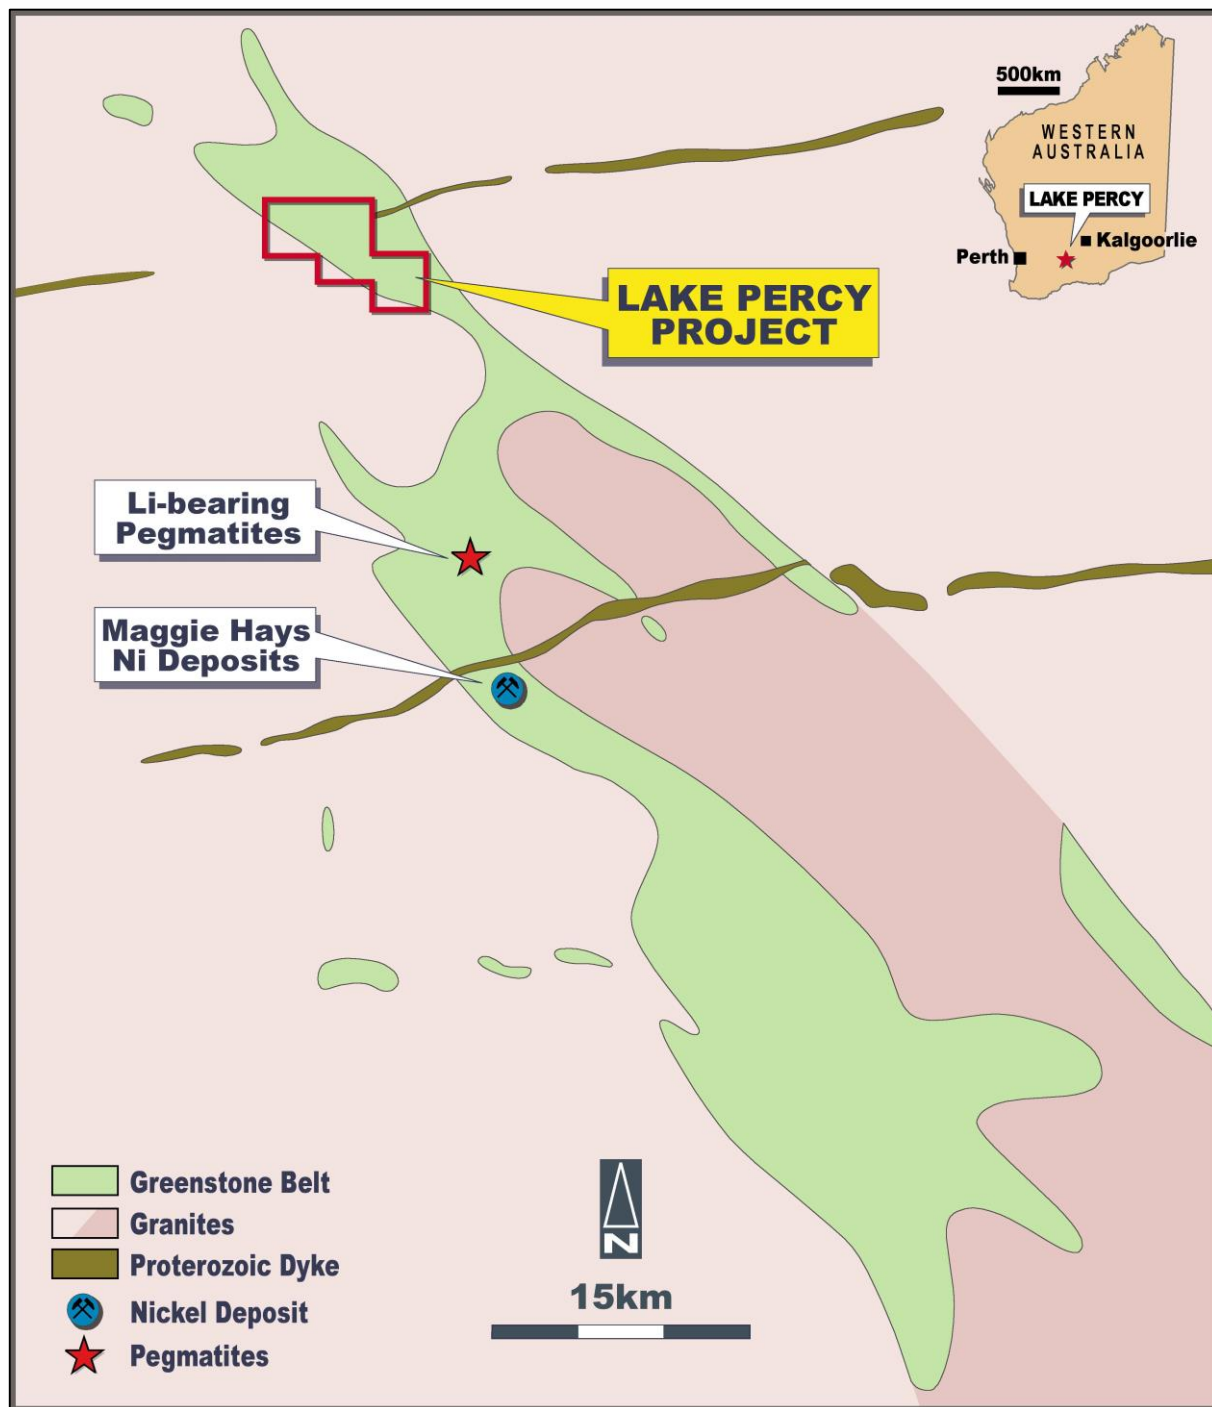 500km
WESTERN
AUSTRALIA
LAKE PERCY
Kalgoorlie
Perth
LAKE PERCY
PROJECT
Li-bearing
Pegmatites
Maggie Hays
Ni Deposits
Greenstone Belt
Granites
Proterozoic Dyke
Nickel Deposit
Pegmatites
N
15km